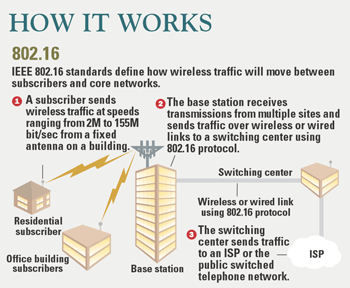 HOW IT WORKS
802.16
IEEE 802.16 standards define how wireless traffic will move between
subscribers and core networks.
1 A subscriber sends
wireless traffic at speeds
ranging from 2M to 155M
bit/sec from a fixed
antenna on a building.
2 The base station receives
transmissions from multiple sites and
sends traffic over wireless or wired
links to a switching center using
802.16 protocol.
Switching center
Wireless or wired link
using 802.16 protocol
Residential
subscriber
3 The switching
center sends traffic
to an ISP or the
public switched
telephone network.
ISP
Office building
subscribers
Base station